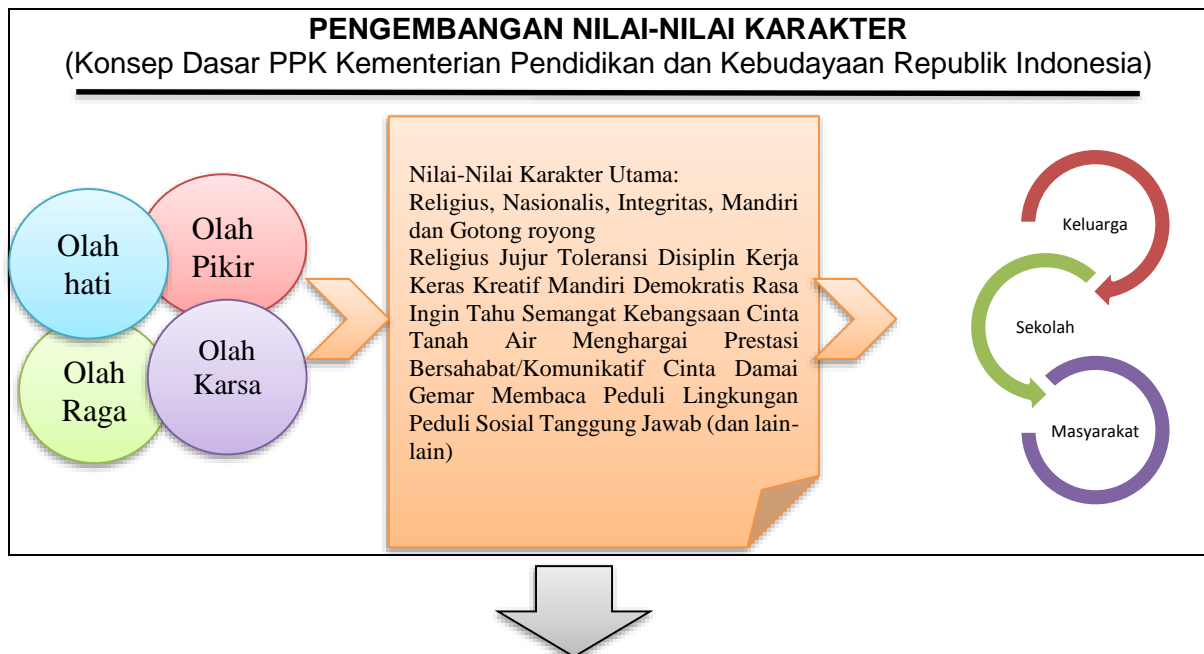 PENGEMBANGAN NILAI-NILAI KARAKTER
(Konsep Dasar PPK Kementerian Pendidikan dan Kebudayaan Republik Indonesia)
Olah
hati
Olah
Pikir
Olah
Raga
Olah
Karsa
Nilai-Nilai Karakter Utama:
Religius, Nasionalis, Integritas, Mandiri
dan Gotong royong
Religius Jujur Toleransi Disiplin Kerja
Keras Kreatif Mandiri Demokratis Rasa
Ingin Tahu Semangat Kebangsaan Cinta
Tanah Air Menghargai Prestasi
Bersahabat/Komunikatif Cinta Damai
Gemar Membaca Peduli Lingkungan
Peduli Sosial Tanggung Jawab (dan lain-
lain)
Keluarga
Sekolah
Masyarakat